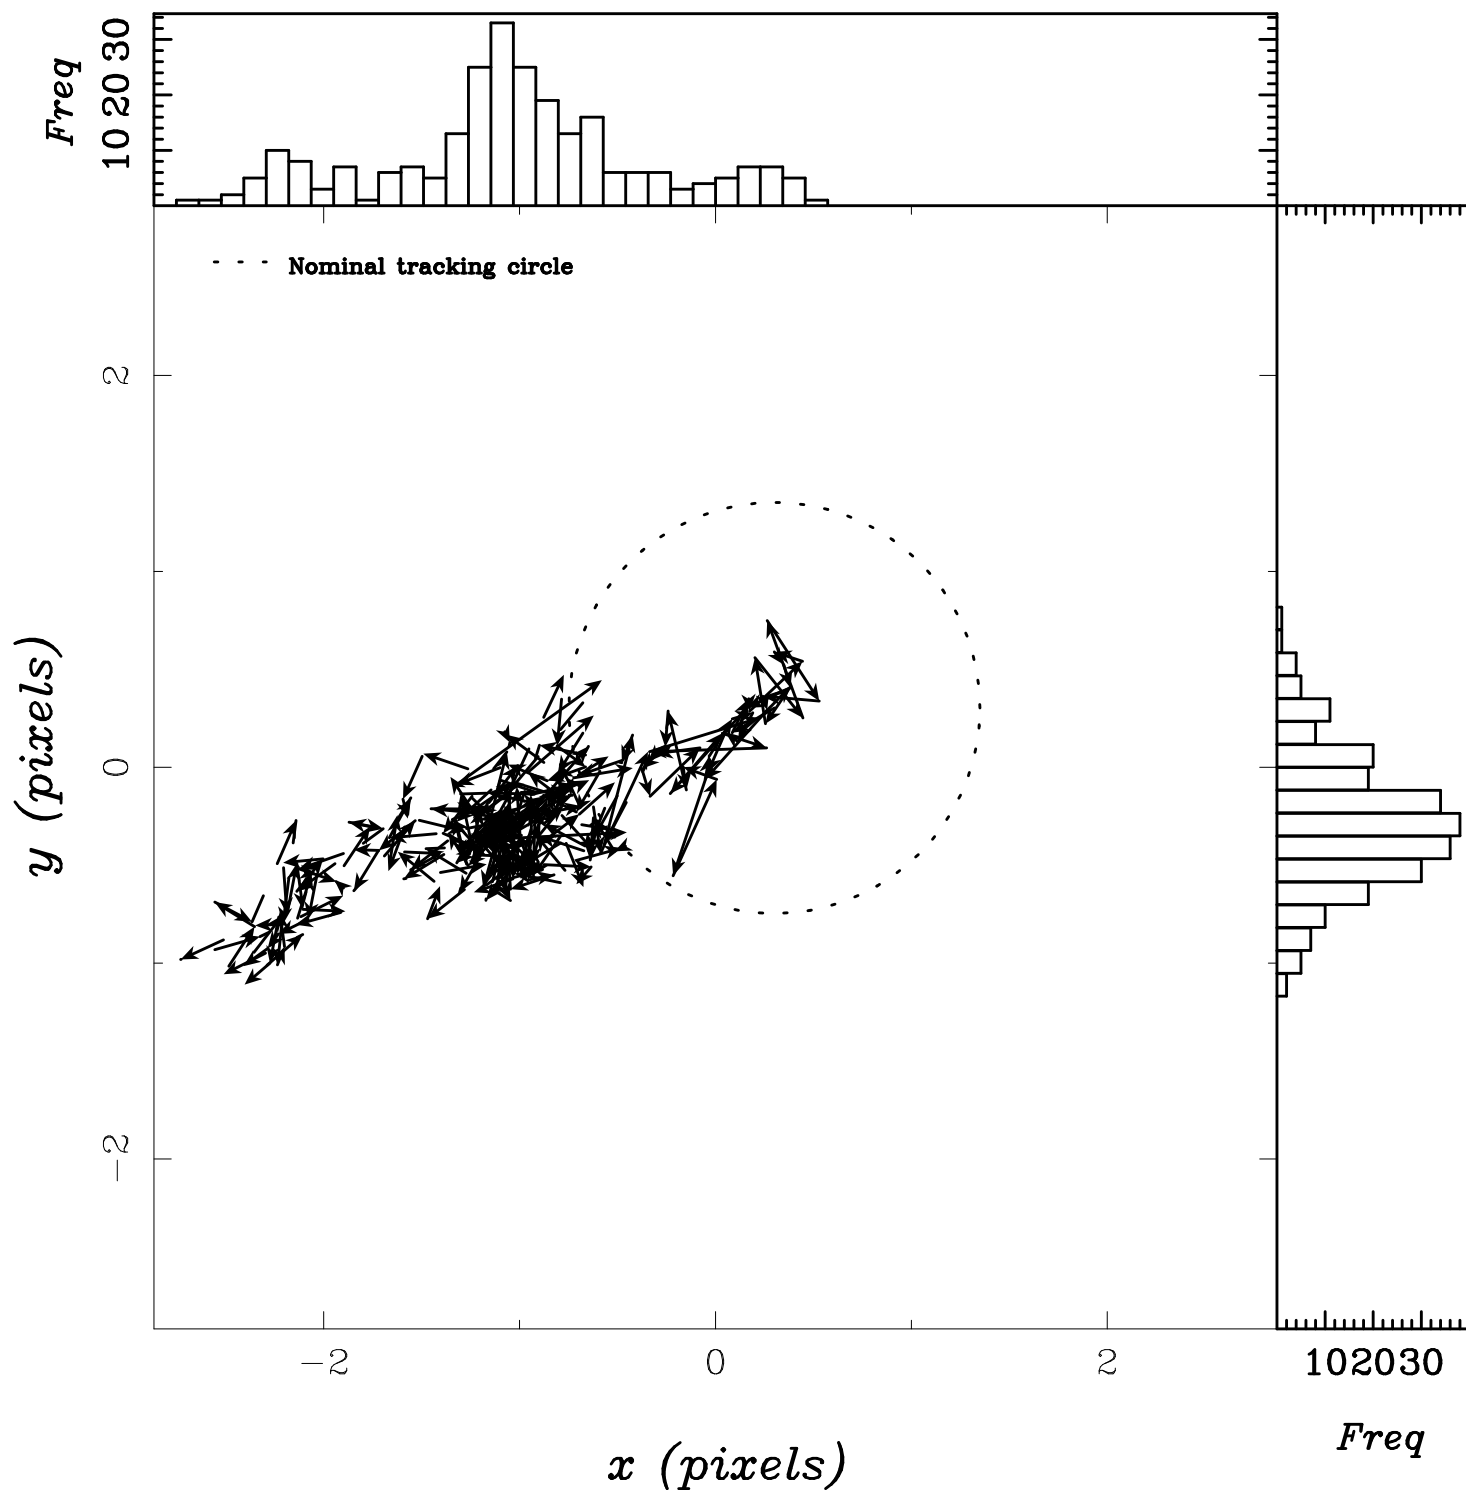 Freq
10 20 30
Nominal tracking circle
2
0
−2
y (pixels)
−2 0 2
102030
x (pixels)
Freq